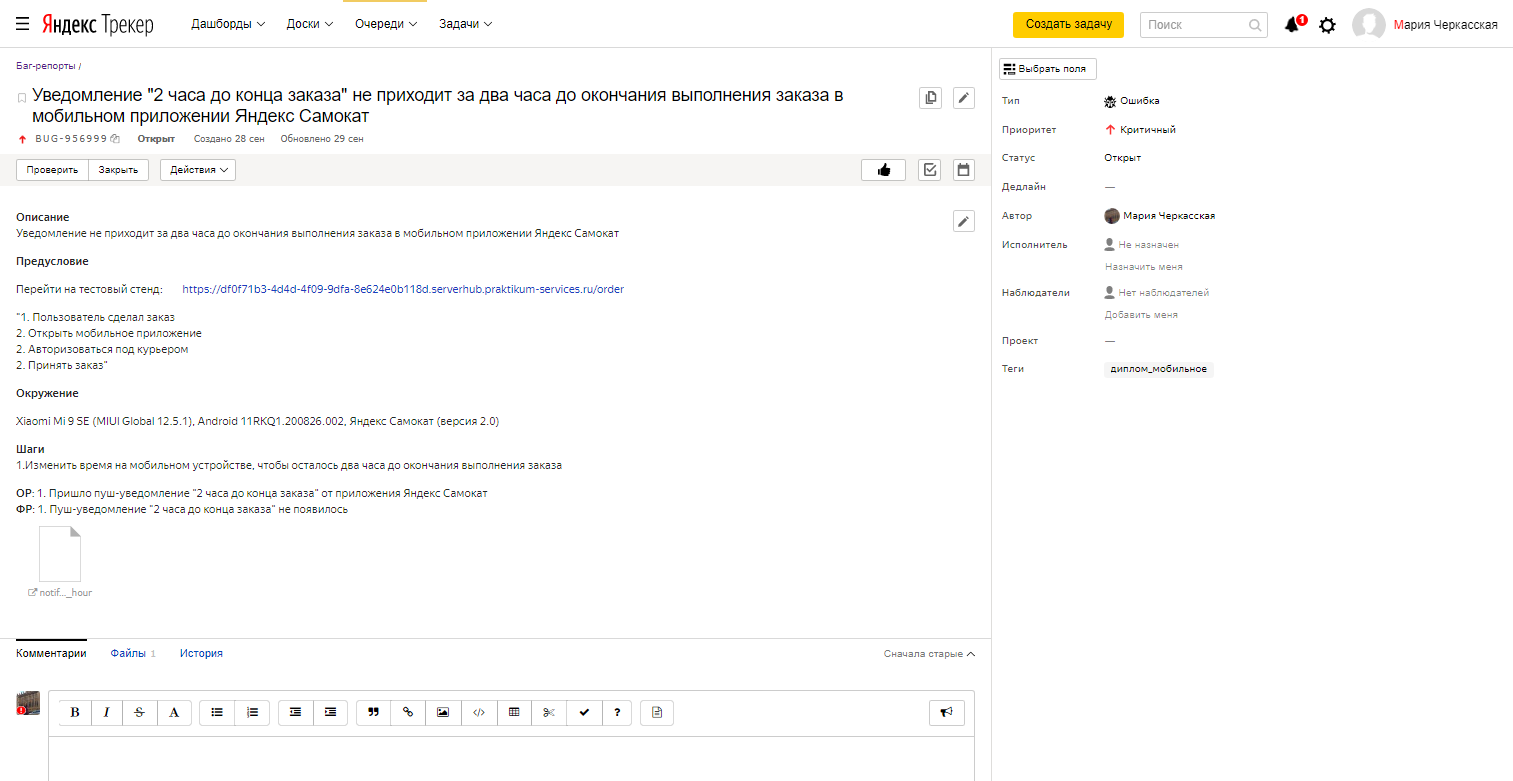 Яндекс Трекер
Дашборды
Доски
Очереди
Задачи
Создать задачу
Поиск
1
Мария Черкасская
Баг-репорты /
Уведомление "2 часа до конца заказа" не приходит за два часа до окончания выполнения заказа в
мобильном приложении Яндекс Самокат
BUG-956999
Открыт
Создано 28 сен
Обновлено 29 сен
Проверить
Закрыть
Действия
Описание
Уведомление не приходит за два часа до окончания выполнения заказа в мобильном приложении Яндекс Самокат
Предусловие
Перейти на тестовый стенд: https://df0f71b3-4d4d-4f09-9dfa-8e624e0b118d.serverhub.praktikum-services.ru/order
"1. Пользователь сделал заказ
2. Открыть мобильное приложение
2. Авторизоваться под курьером
2. Принять заказ"
Окружение
Xiaomi Mi 9 SE (MIUI Global 12.5.1), Android 11RKQ1.200826.002, Яндекс Самокат (версия 2.0)
Шаги
1.Изменить время на мобильном устройстве, чтобы осталось два часа до окончания выполнения заказа
ОР: 1. Пришло пуш-уведомление "2 часа до конца заказа" от приложения Яндекс Самокат
ФР: 1. Пуш-уведомление "2 часа до конца заказа" не появилось
notif..._hour
Комментарии
Файлы 1
История
Сначала старые
B
I
S
A
?
Выбрать поля
Тип
Ошибка
Приоритет
Критичный
Статус
Открыт
Дедлайн
—
Автор
Мария Черкасская
Исполнитель
Не назначен
Назначить меня
Наблюдатели
Нет наблюдателей
Добавить меня
Проект
—
Теги
диплом_мобильное